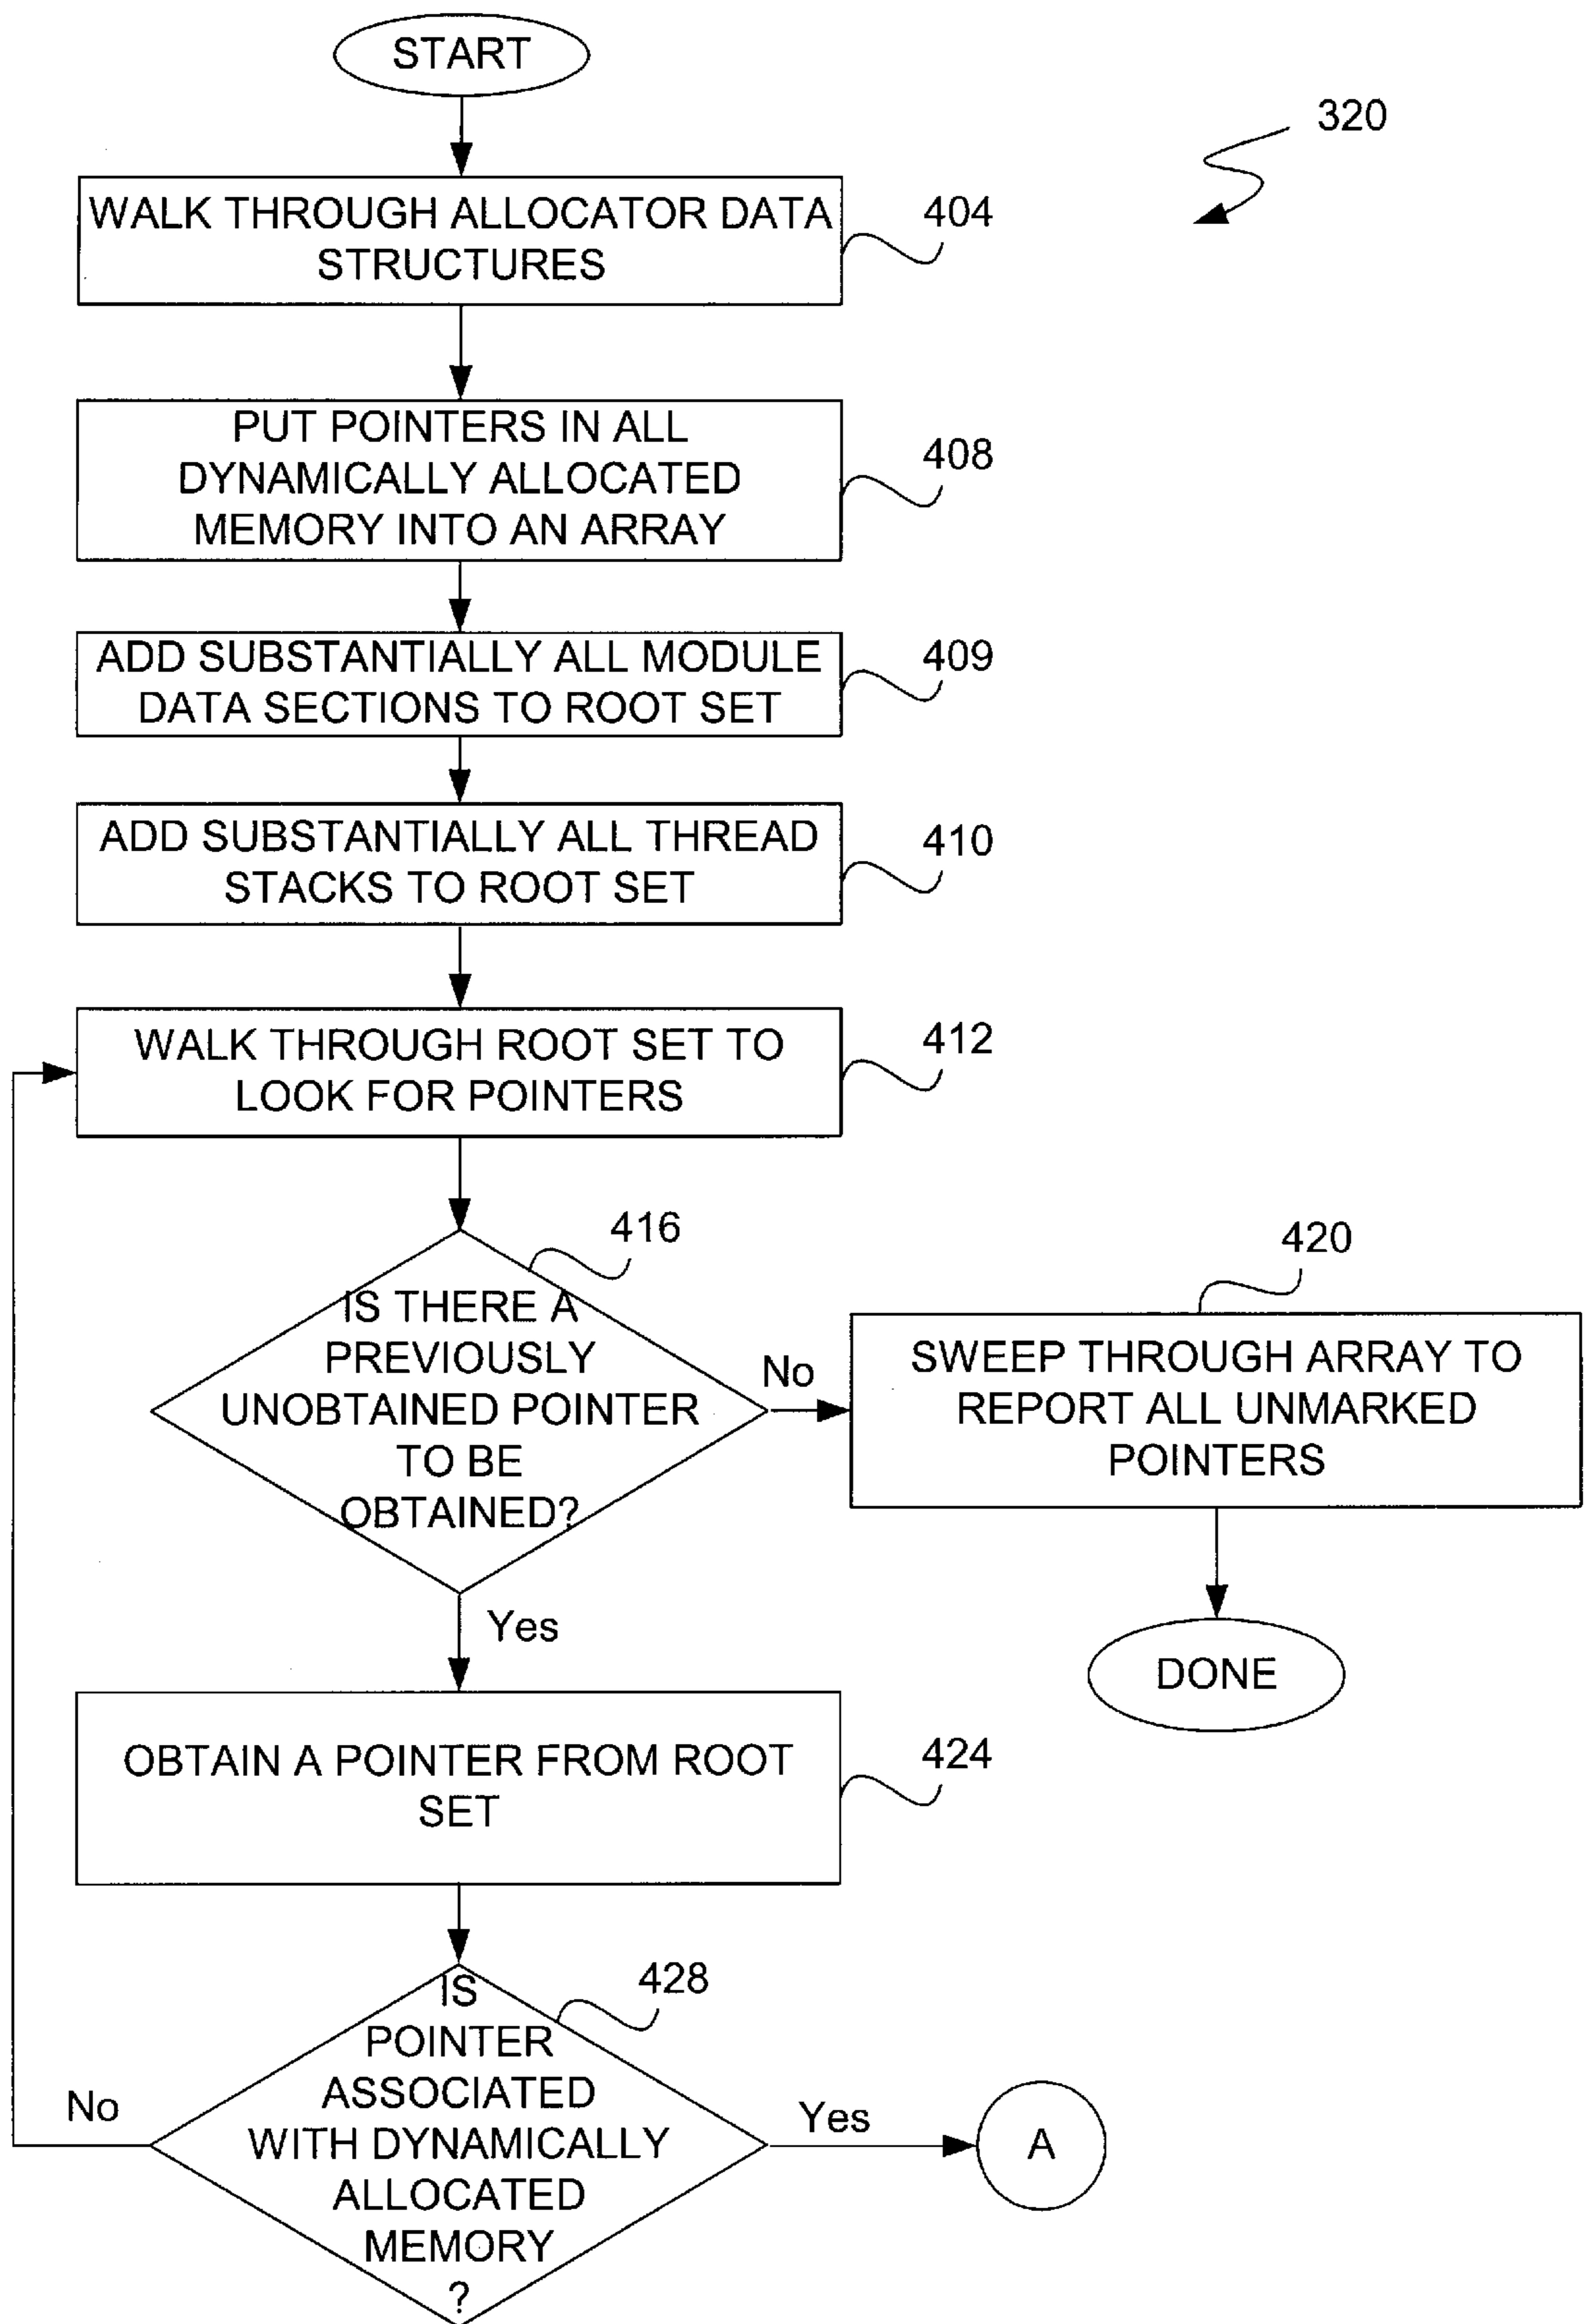 START
320
WALK THROUGH ALLOCATOR DATA
STRUCTURES
404
PUT POINTERS IN ALL
DYNAMICALLY ALLOCATED
MEMORY INTO AN ARRAY
408
ADD SUBSTANTIALLY ALL MODULE
DATA SECTIONS TO ROOT SET
409
ADD SUBSTANTIALLY ALL THREAD
STACKS TO ROOT SET
410
WALK THROUGH ROOT SET TO
LOOK FOR POINTERS
412
416
IS THERE A
PREVIOUSLY
UNOBTAINED POINTER
TO BE
OBTAINED?
No
420
SWEEP THROUGH ARRAY TO
REPORT ALL UNMARKED
POINTERS
DONE
Yes
OBTAIN A POINTER FROM ROOT
SET
424
428
IS
POINTER
ASSOCIATED
WITH DYNAMICALLY
ALLOCATED
MEMORY
?
No
Yes
A